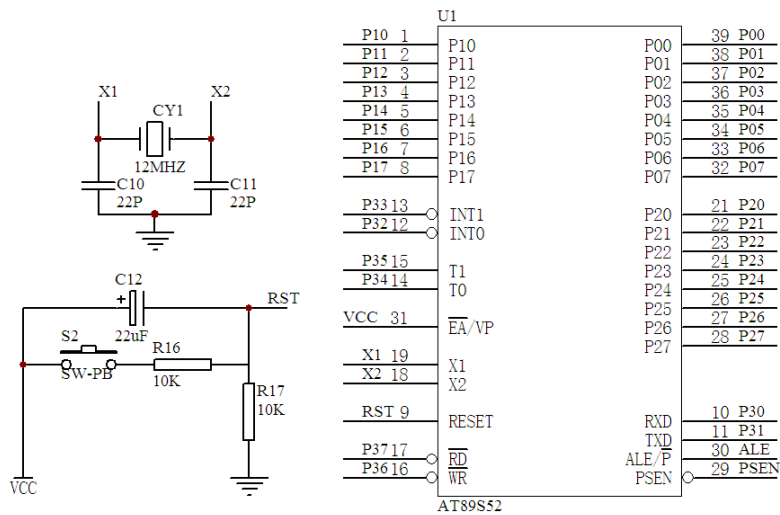 X1
X2
CY1
12MHZ
C10
22P
C11
22P
C12
+
22uF
RST
S2
SW-PB
R16
10K
R17
10K
VCC
U1
P10 1 P10
P11 2 P11
P12 3 P12
P13 4 P13
P14 5 P14
P15 6 P15
P16 7 P16
P17 8 P17
P33 13 INT1
P32 12 INT0
P35 15 T1
P34 14 T0
VCC 31 EA/VP
X1 19 X1
X2 18 X2
RST 9 RESET
P37 17 RD
P36 16 WR
P00 39 P00
P01 38 P01
P02 37 P02
P03 36 P03
P04 35 P04
P05 34 P05
P06 33 P06
P07 32 P07
P20 21 P20
P21 22 P21
P22 23 P22
P23 24 P23
P24 25 P24
P25 26 P25
P26 27 P26
P27 28 P27
RXD 10 P30
TXD 11 P31
ALE/P 30 ALE
PSEN 29 PSEN
AT89S52